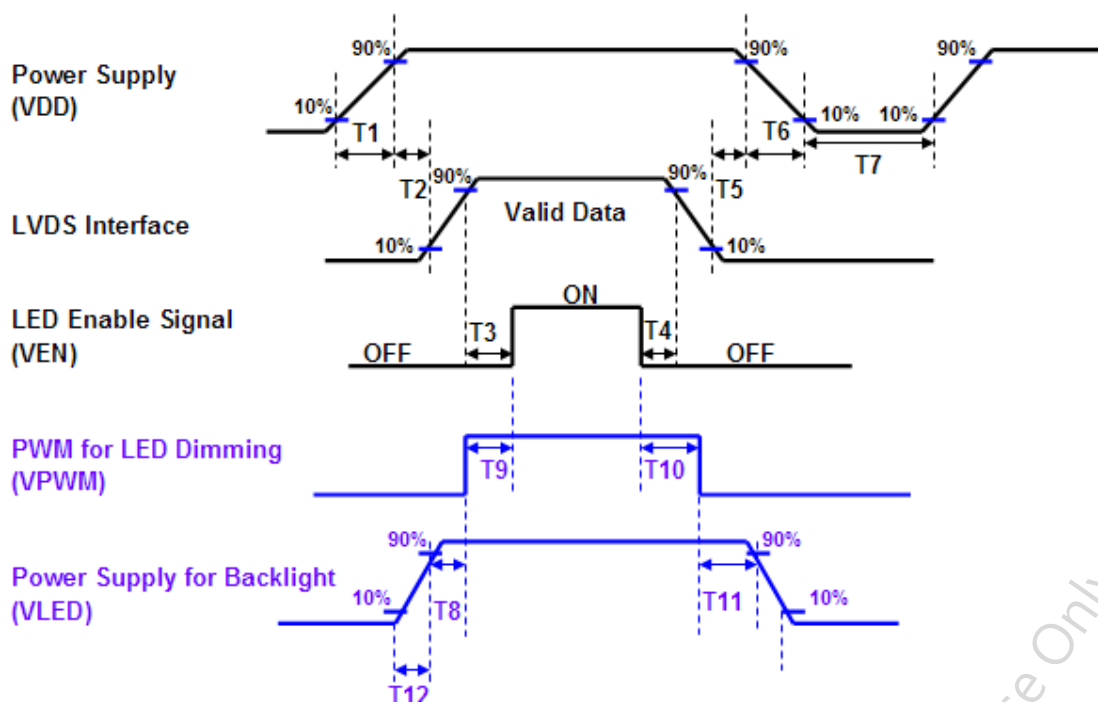 90% 90% 90%
Power Supply
(VDD)
10% 10% 10%
T1 T6
T7
T2 T5
90% 90%
Valid Data
LVDS Interface
10% 10%
ON
LED Enable Signal
(VEN)
T3 T4
OFF OFF
PWM for LED Dimming
(VPWM)
T9 T10
90% 90%
Power Supply for Backlight
(VLED)
10% 10%
T8 T11
T12
Only